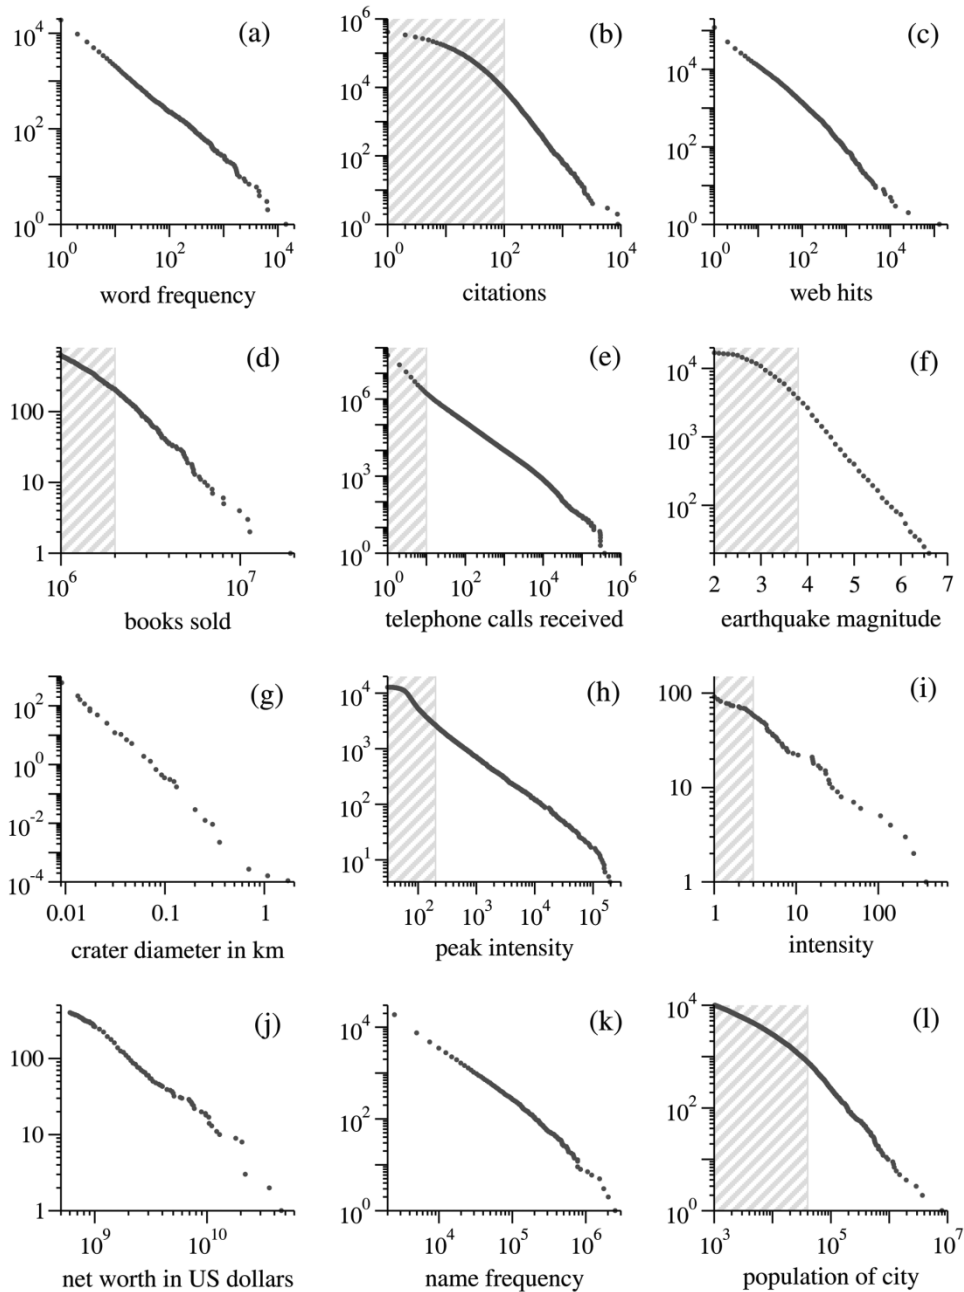 (a)
10^4
10^2
10^0
10^0 10^2 10^4
word frequency
(b)
10^6
10^4
10^2
10^0
10^0 10^2 10^4
citations
(c)
10^4
10^2
10^0
10^0 10^2 10^4
web hits
(d)
100
10
1
10^6 10^7
books sold
(e)
10^6
10^3
10^0
10^0 10^2 10^4 10^6
telephone calls received
(f)
10^4
10^3
10^2
2 3 4 5 6 7
earthquake magnitude
(g)
10^2
10^0
10^-2
10^-4
0.01 0.1 1
crater diameter in km
(h)
10^4
10^3
10^2
10^1
10^2 10^3 10^4 10^5
peak intensity
(i)
100
10
1
1 10 100
intensity
(j)
100
10
1
10^9 10^10
net worth in US dollars
(k)
10^4
10^2
10^0
10^4 10^5 10^6
name frequency
(l)
10^4
10^2
10^0
10^3 10^5 10^7
population of city